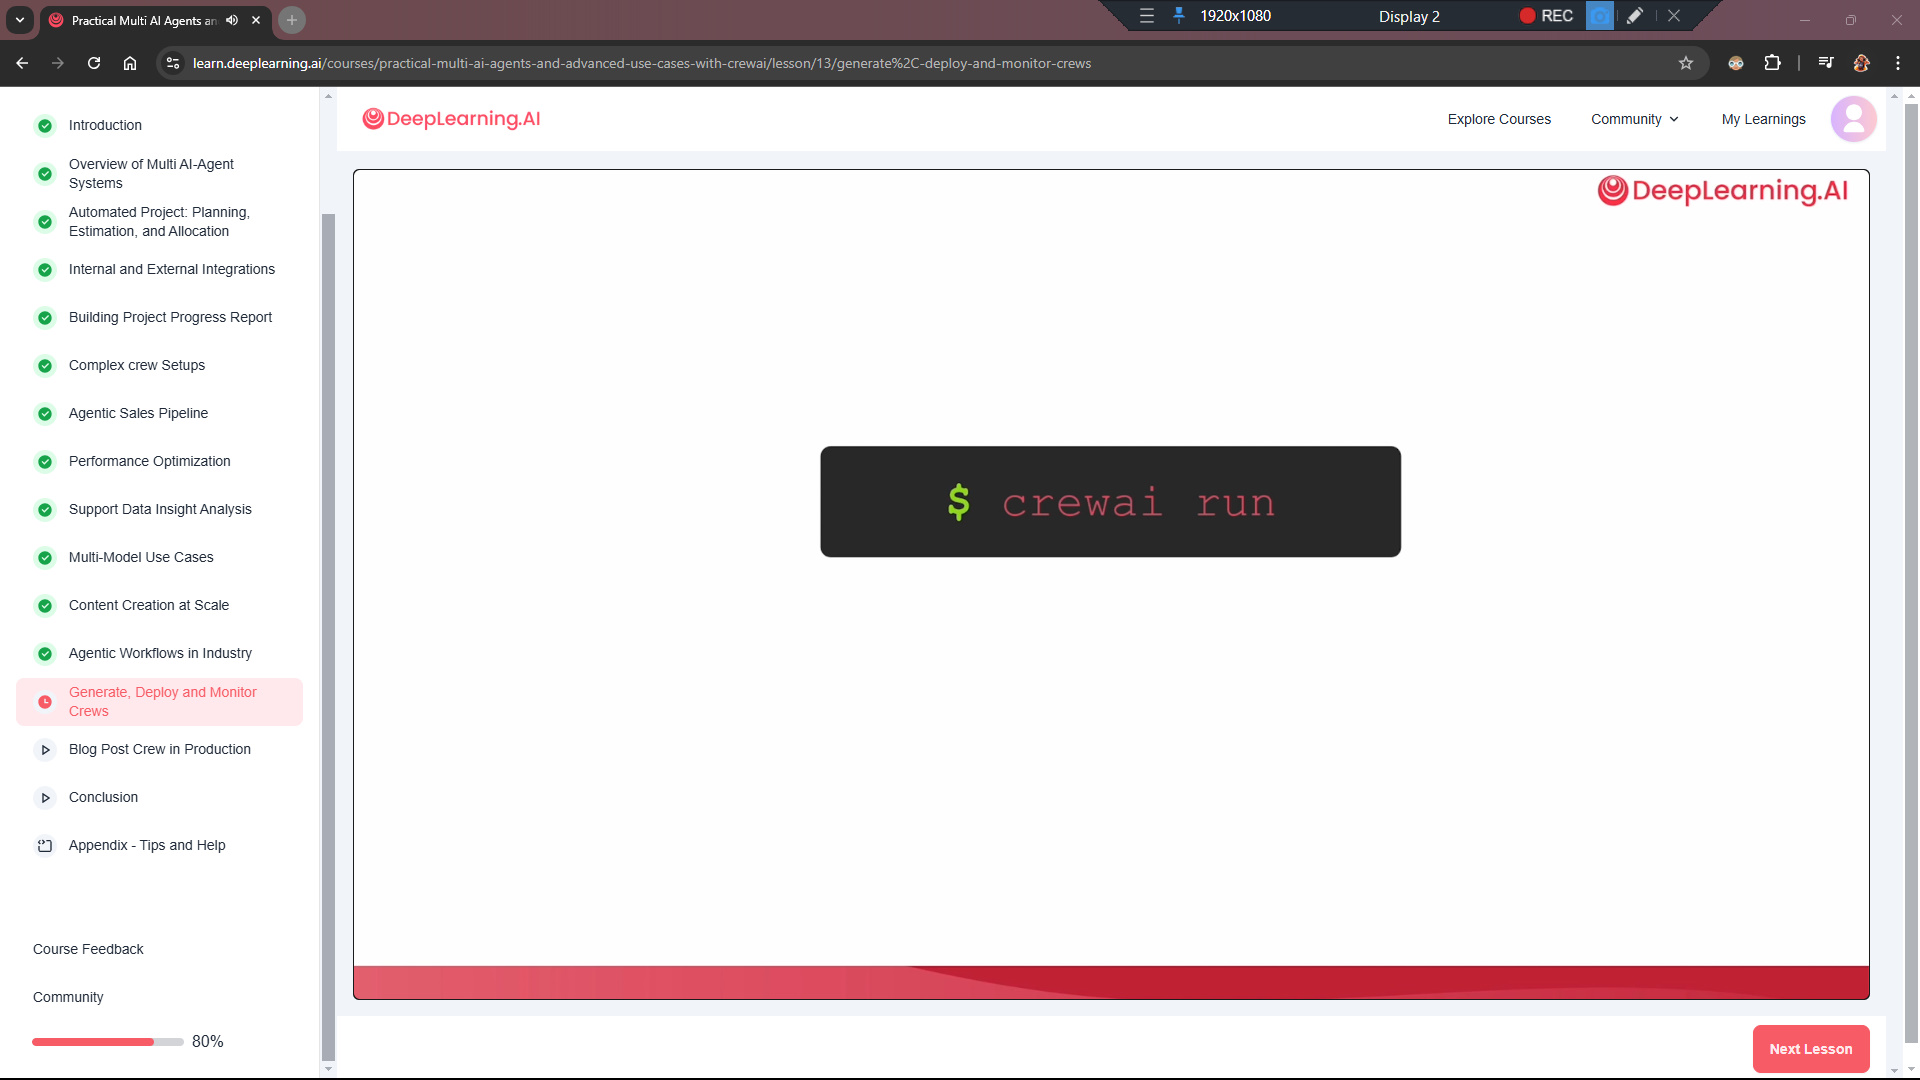 Practical Multi AI Agents an
1920x1080
Display 2
REC
learn.deeplearning.ai/courses/practical-multi-ai-agents-and-advanced-use-cases-with-crewai/lesson/13/generate%2C-deploy-and-monitor-crews
DeepLearning.AI
Explore Courses
Community
My Learnings
Introduction
Overview of Multi AI-Agent
Systems
Automated Project: Planning,
Estimation, and Allocation
Internal and External Integrations
Building Project Progress Report
Complex crew Setups
Agentic Sales Pipeline
Performance Optimization
Support Data Insight Analysis
Multi-Model Use Cases
Content Creation at Scale
Agentic Workflows in Industry
Generate, Deploy and Monitor
Crews
Blog Post Crew in Production
Conclusion
Appendix - Tips and Help
Course Feedback
Community
80%
DeepLearning.AI
$ crewai run
Next Lesson